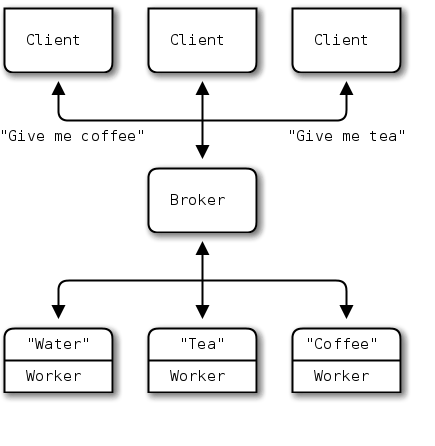 Client
Client
Client
"Give me coffee"
"Give me tea"
Broker
"Water"
"Tea"
"Coffee"
Worker
Worker
Worker